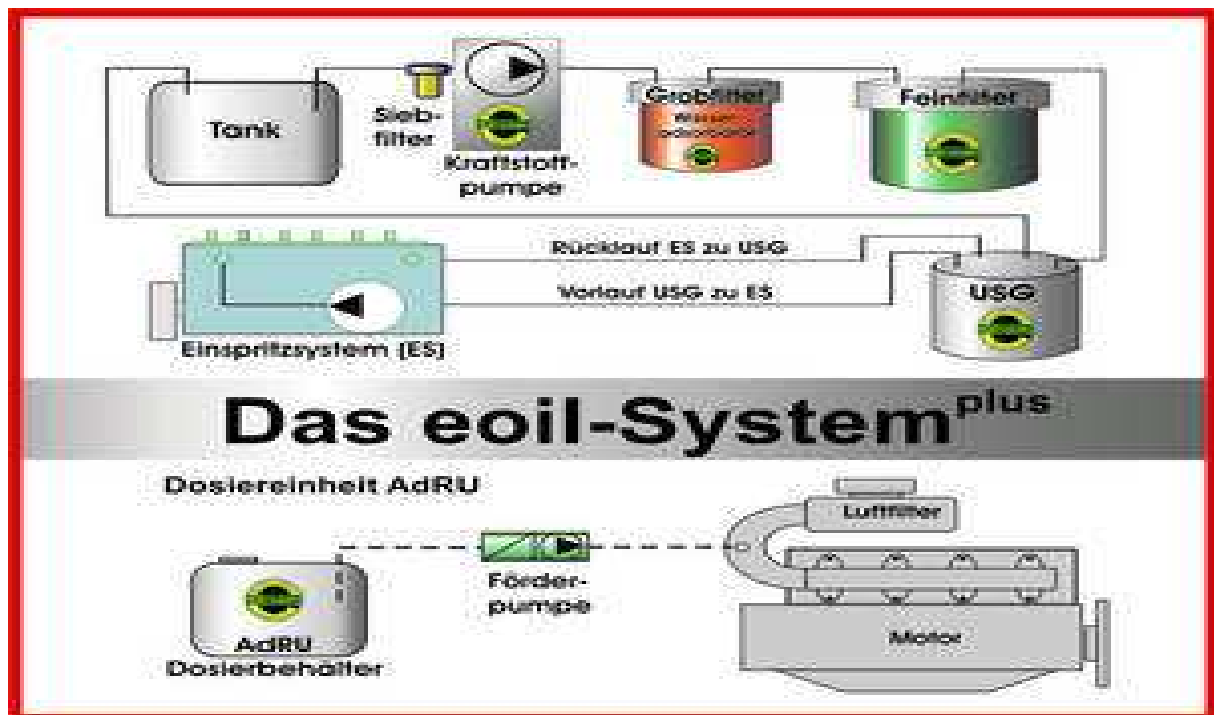 Tank
Sieb-
filter
Kraftstoff-
pumpe
Grobfilter
Wasser
Feinfilter
Rücklauf ES zu USG
Vorlauf USG zu ES
USG
Einspritzsystem (ES)
Das eoil-System plus
Dosiereinheit AdRU
Luftfilter
Förder-
pumpe
Motor
AdRU
Dosierbehälter